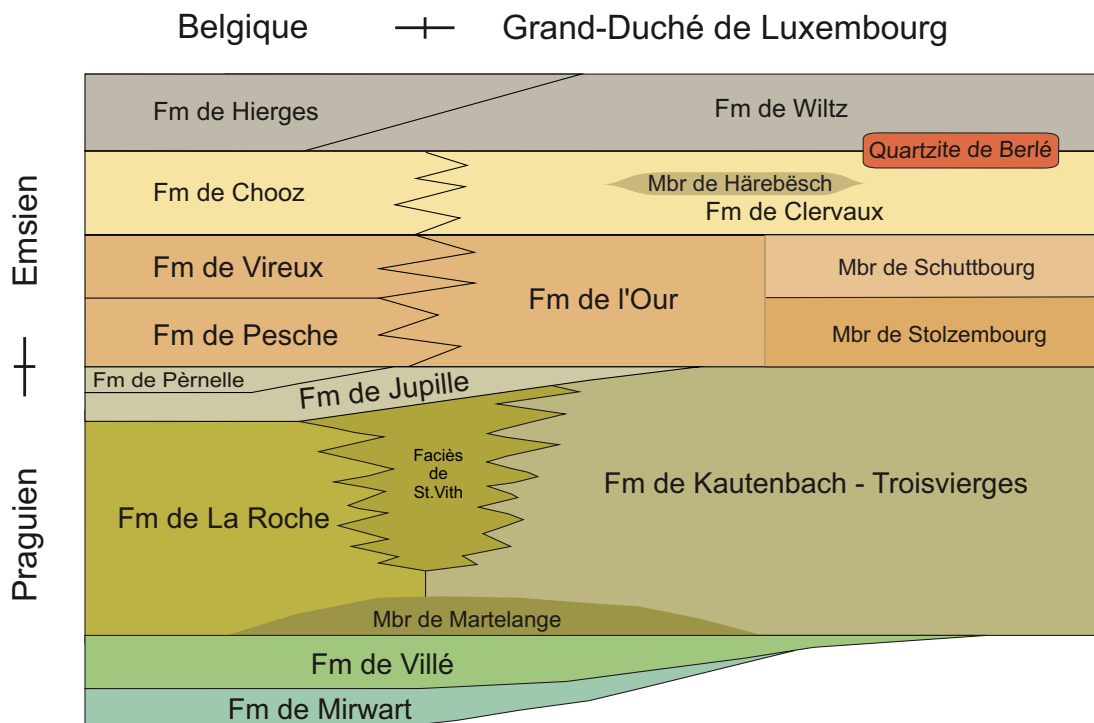 Belgique
Grand-Duché de Luxembourg
Emsien
Praguien
Fm de Hierges
Fm de Wiltz
Quartzite de Berlé
Fm de Chooz
Mbr de Härebësch
Fm de Clervaux
Fm de Vireux
Fm de l'Our
Mbr de Schuttbourg
Fm de Pesche
Mbr de Stolzembourg
Fm de Pèrnelle
Fm de Jupille
Faciès
de
St.Vith
Fm de Kautenbach - Troisvierges
Fm de La Roche
Mbr de Martelange
Fm de Villé
Fm de Mirwart